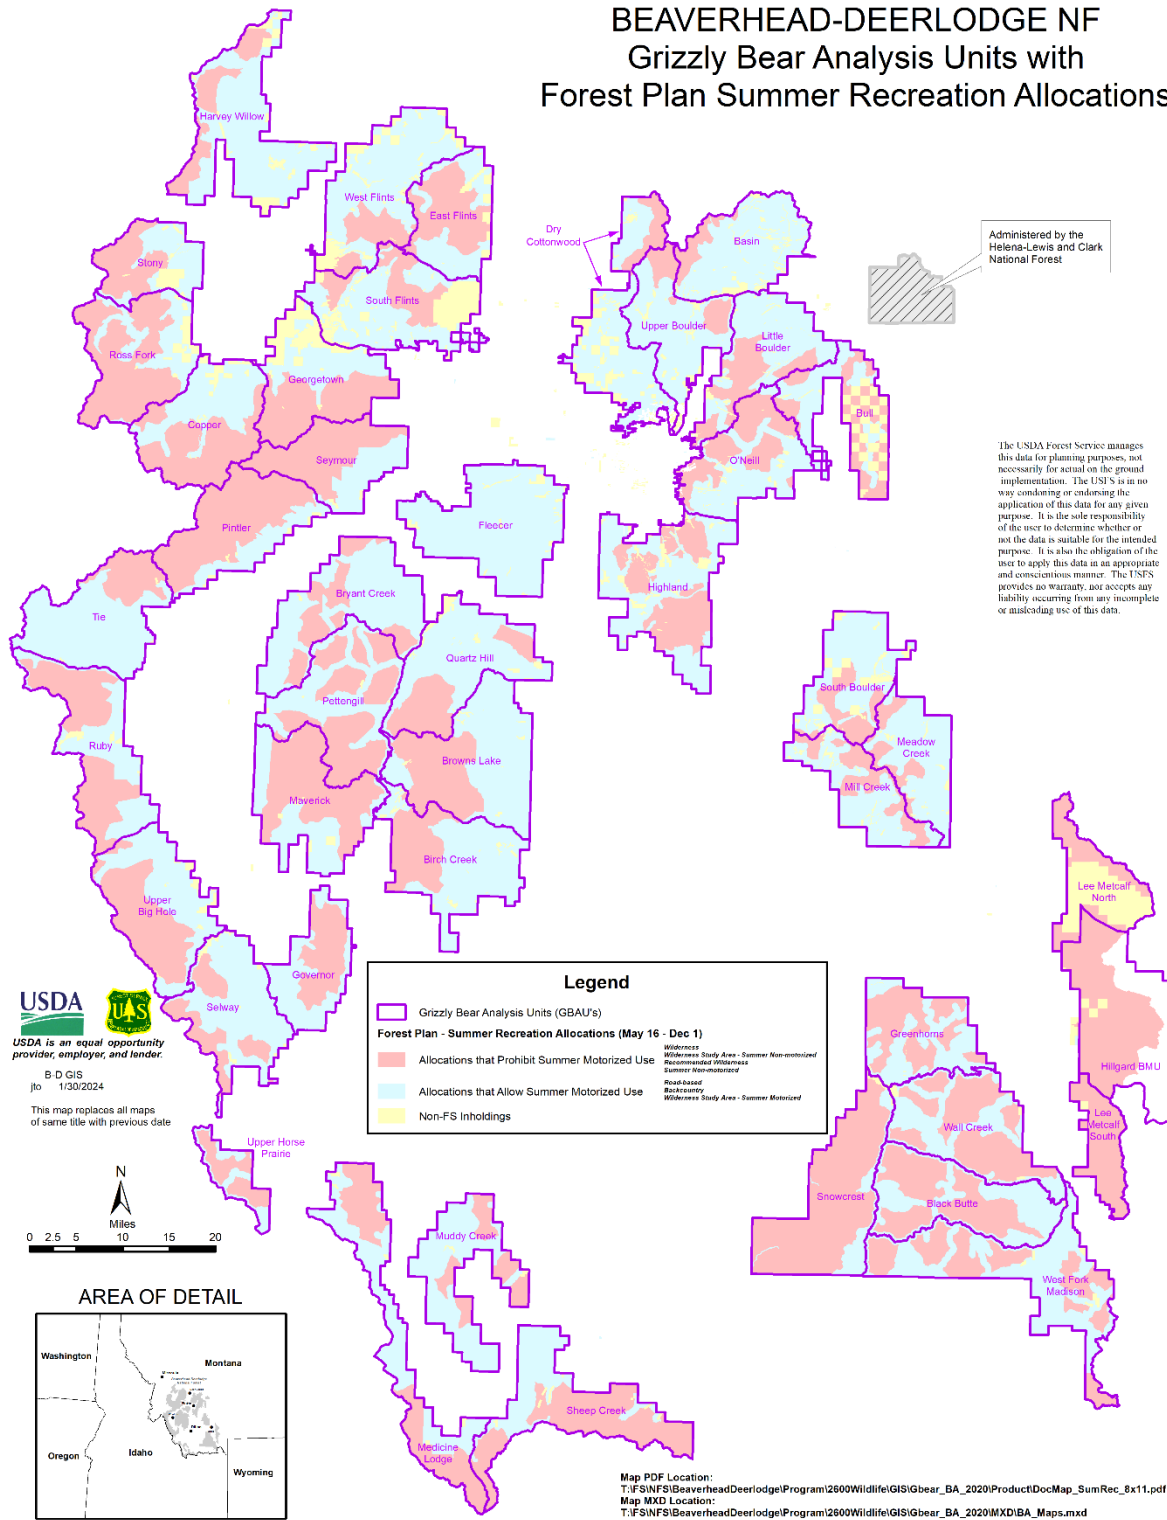 BEAVERHEAD-DEERLODGE NF
Grizzly Bear Analysis Units with
Forest Plan Summer Recreation Allocations
Harvey Willow
West Flints
East Flints
Dry
Cottonwood
Basin
Administered by the
Helena-Lewis and Clark
National Forest
Stony
South Flints
Upper Boulder
Little
Boulder
Ross Fork
Georgetown
Bull
Copper
Seymour
O'Neill
The USDA Forest Service manages
this data for planning purposes, not
necessarily for actual on the ground
implementation. The USFS is in no
way condoning or endorsing the
application of this data for any given
purpose. It is the sole responsibility
of the user to determine whether or
not the data is suitable for the intended
purpose. It is also the obligation of the
user to apply this data in an appropriate
and conscientious manner. The USFS
provides no warranty, nor accepts any
liability occurring from any incomplete
or misleading use of this data.
Pintler
Fleecer
Bryant Creek
Highland
Tie
Quartz Hill
South Boulder
Pettengill
Ruby
Meadow
Creek
Browns Lake
Mill Creek
Maverick
Birch Creek
Lee Metcalf
North
Upper
Big Hole
Governor
Selway
Legend
Grizzly Bear Analysis Units (GBAU's)
Forest Plan - Summer Recreation Allocations (May 16 - Dec 1)
Allocations that Prohibit Summer Motorized Use
Wilderness
Wilderness Study Area - Summer Non-motorized
Recommended Wilderness
Summer Non-motorized
Allocations that Allow Summer Motorized Use
Road-based
Backcountry
Wilderness Study Area - Summer Motorized
Non-FS Inholdings
USDA
U S
USDA is an equal opportunity
provider, employer, and lender.
B-D GIS
jto 1/30/2024
This map replaces all maps
of same title with previous date
Greenhorns
Hillgard BMU
Lee
Metcalf
South
Wall Creek
Upper Horse
Prairie
N
Miles
0 2.5 5 10 15 20
Snowcrest
Black Butte
Muddy Creek
West Fork
Madison
AREA OF DETAIL
Washington
Montana
Oregon
Idaho
Wyoming
Sheep Creek
Medicine
Lodge
Map PDF Location:
T:\FS\NFS\BeaverheadDeerlodge\Program\2600Wildlife\GIS\Gbear_BA_2020\Product\DocMap_SumRec_8x11.pdf
Map MXD Location:
T:\FS\NFS\BeaverheadDeerlodge\Program\2600Wildlife\GIS\Gbear_BA_2020\MXD\BA_Maps.mxd